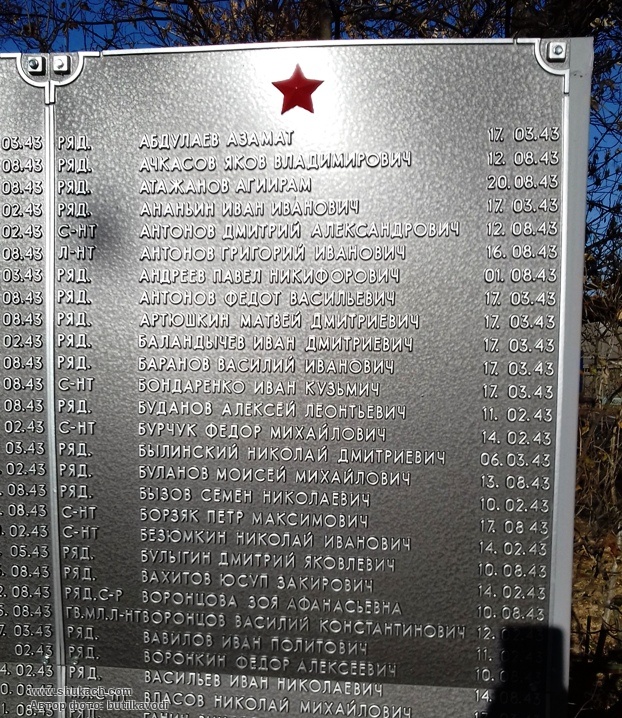 03.43 РЯД. АБДУЛАЕВ АЗАМАТ 17. 03.43
08.43 РЯД. АЧКАСОВ ЯКОВ ВЛАДИМИРОВИЧ 12. 08.43
08.43 РЯД. АТАЖАНОВ АГИИРАМ 20. 08.43
02.43 РЯД. АНАНЬИН ИВАН ИВАНОВИЧ 17. 03.43
02.43 С-НТ АНТОНОВ ДМИТРИЙ АЛЕКСАНДРОВИЧ 12. 08.43
08.43 Л-НТ АНТОНОВ ГРИГОРИЙ ИВАНОВИЧ 16. 08.43
03.43 РЯД. АНДРЕЕВ ПАВЕЛ НИКИФОРОВИЧ 01. 08.43
08.43 РЯД. АНТОНОВ ФЕДОТ ВАСИЛЬЕВИЧ 17. 03.43
08.43 РЯД. АРТЮШКИН МАТВЕЙ ДМИТРИЕВИЧ 17. 03.43
02.43 РЯД. БАЛАНДЫЧЕВ ИВАН ДМИТРИЕВИЧ 17. 03.43
08.43 РЯД. БАРАНОВ ВАСИЛИЙ ИВАНОВИЧ 17. 03.43
08.43 С-НТ БОНДАРЕНКО ИВАН КУЗЬМИЧ 17. 03.43
08.43 РЯД. БУДАНОВ АЛЕКСЕЙ ЛЕОНТЬЕВИЧ 11. 02.43
02.43 С-НТ БУРЧУК ФЕДОР МИХАЙЛОВИЧ 14. 02.43
03.43 РЯД. БЫЛИНСКИЙ НИКОЛАЙ ДМИТРИЕВИЧ 06. 03.43
02.43 РЯД. БУЛАНОВ МОИСЕЙ МИХАЙЛОВИЧ 13. 08.43
08.43 РЯД. БЫЗОВ СЕМЕН НИКОЛАЕВИЧ 10. 02.43
08.43 С-НТ БОРЗЯК ПЕТР МАКСИМОВИЧ 17. 08.43
02.43 С-НТ БЕЗЮМКИН НИКОЛАЙ ИВАНОВИЧ 14. 02.43
05.43 РЯД. БУЛЫГИН ДМИТРИЙ ЯКОВЛЕВИЧ 10. 08.43
08.43 РЯД. ВАХИТОВ ЮСУП ЗАКИРОВИЧ 14. 02.43
08.43 РЯД.С-Р ВОРОНЦОВА ЗОЯ АФАНАСЬЕВНА 10. 08.43
08.43 ГВ.МЛ.Л-НТ ВОРОНЦОВ ВАСИЛИЙ КОНСТАНТИНОВИЧ 12.
03.43 РЯД. ВАВИЛОВ ИВАН ПОЛИТОВИЧ 11.
02.43 РЯД. ВОРОНКИН ФЕДОР АЛЕКСЕЕВИЧ 10.
02.43 РЯД. ВАСИЛЬЕВ ИВАН НИКОЛАЕВИЧ 14.
РЯД. ВЛАСОВ НИКОЛАЙ МИХАЙЛОВИЧ
08.43 РЯД.
www.shukach.com
Автор фото: butilkavodi